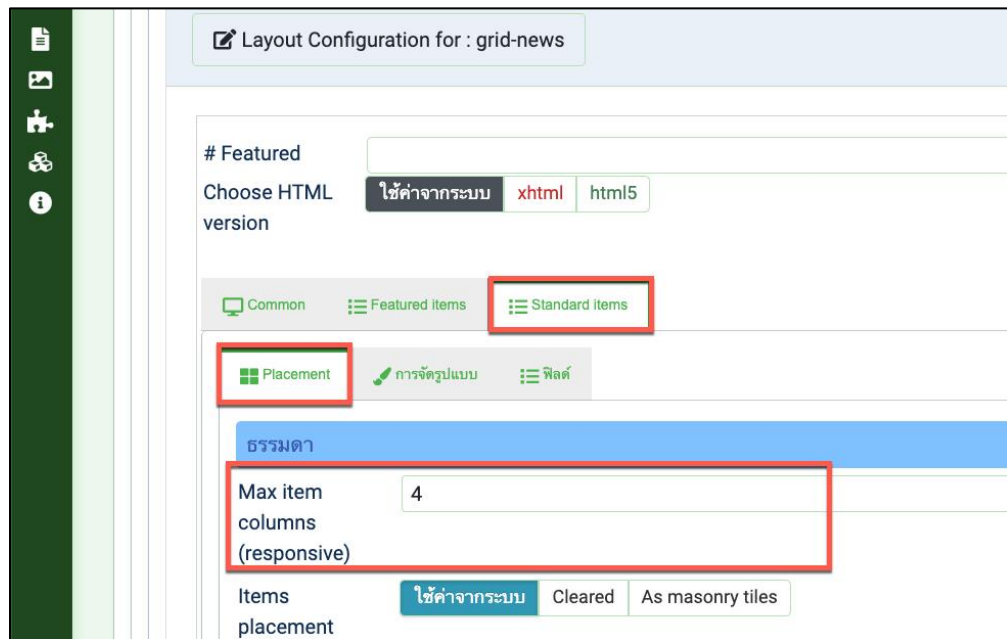 Layout Configuration for : grid-news
# Featured
Choose HTML version
ใช้ค่าจากระบบ xhtml html5
Common Featured items Standard items
Placement การจัดรูปแบบ ฟิลด์
ธรรมดา
Max item columns (responsive)
4
Items placement
ใช้ค่าจากระบบ Cleared As masonry tiles